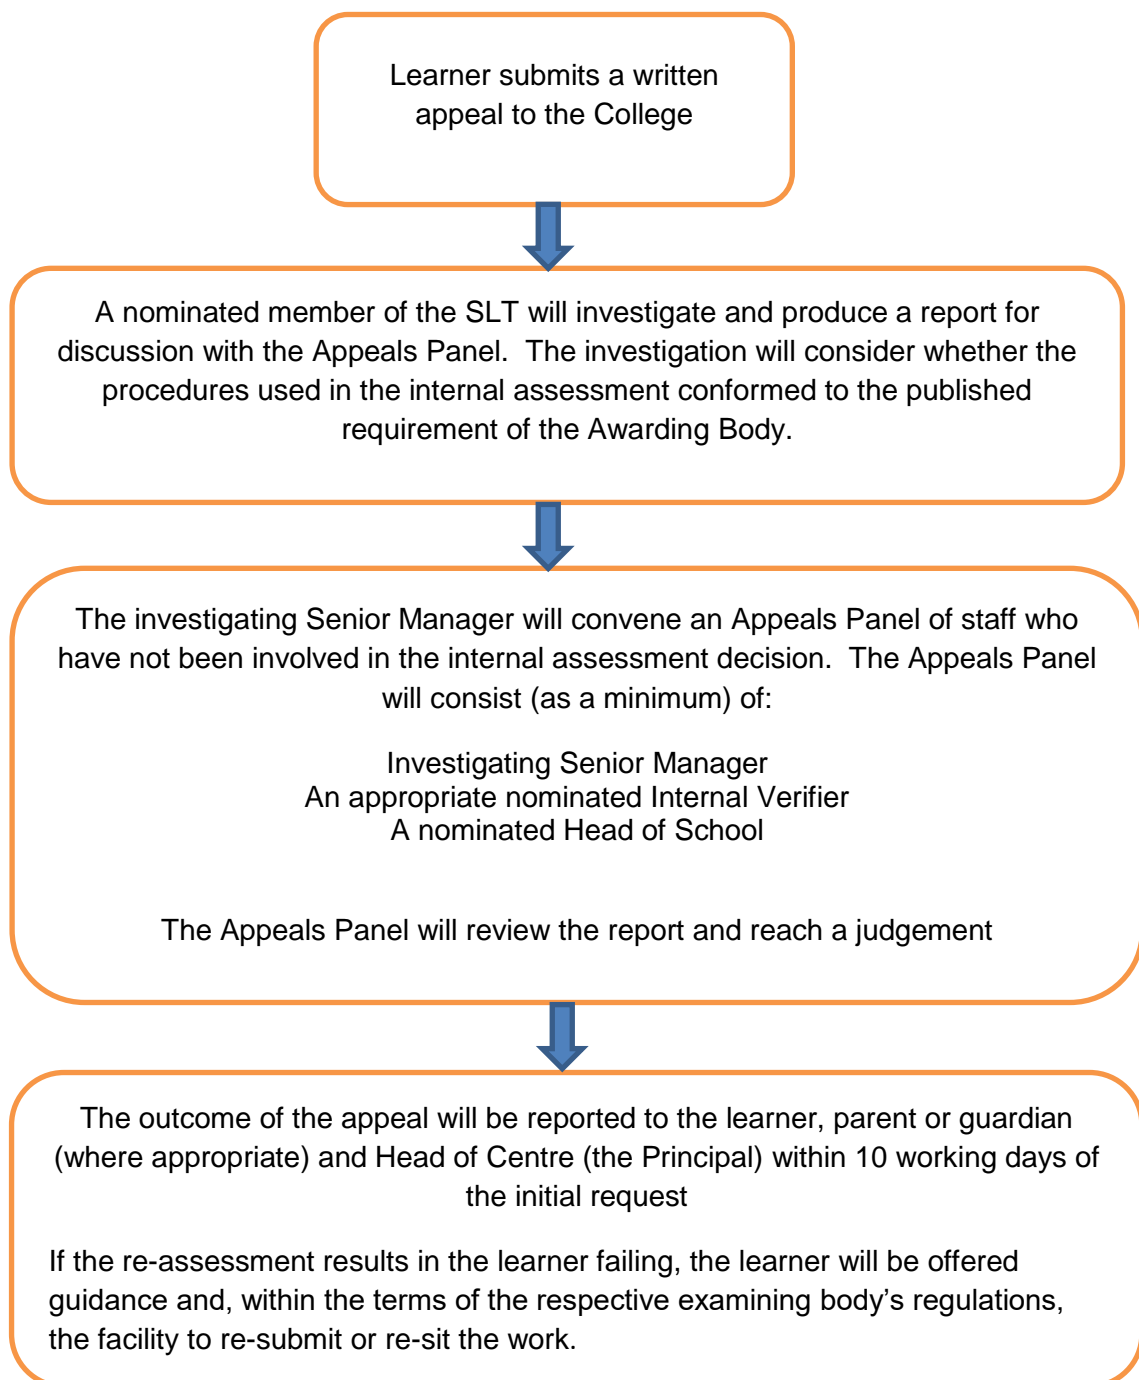 Learner submits a written
appeal to the College
A nominated member of the SLT will investigate and produce a report for
discussion with the Appeals Panel.  The investigation will consider whether the
procedures used in the internal assessment conformed to the published
requirement of the Awarding Body.
The investigating Senior Manager will convene an Appeals Panel of staff who
have not been involved in the internal assessment decision.  The Appeals Panel
will consist (as a minimum) of:
Investigating Senior Manager
An appropriate nominated Internal Verifier
A nominated Head of School
The Appeals Panel will review the report and reach a judgement
The outcome of the appeal will be reported to the learner, parent or guardian
(where appropriate) and Head of Centre (the Principal) within 10 working days of
the initial request
If the re-assessment results in the learner failing, the learner will be offered
guidance and, within the terms of the respective examining body’s regulations,
the facility to re-submit or re-sit the work.